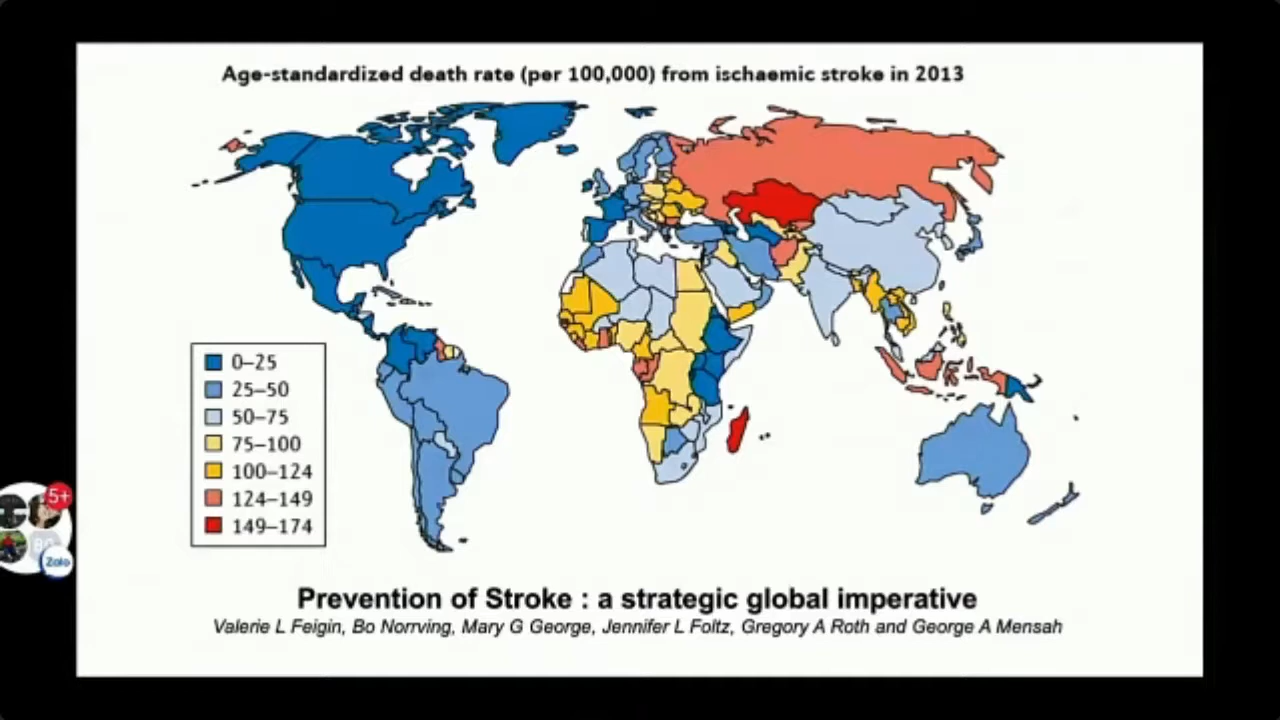 Age-standardized death rate (per 100,000) from ischaemic stroke in 2013
0–25
25–50
50–75
75–100
100–124
124–149
149–174
5+
Zalo
Prevention of Stroke : a strategic global imperative
Valerie L Feigin, Bo Norrving, Mary G George, Jennifer L Foltz, Gregory A Roth and George A Mensah